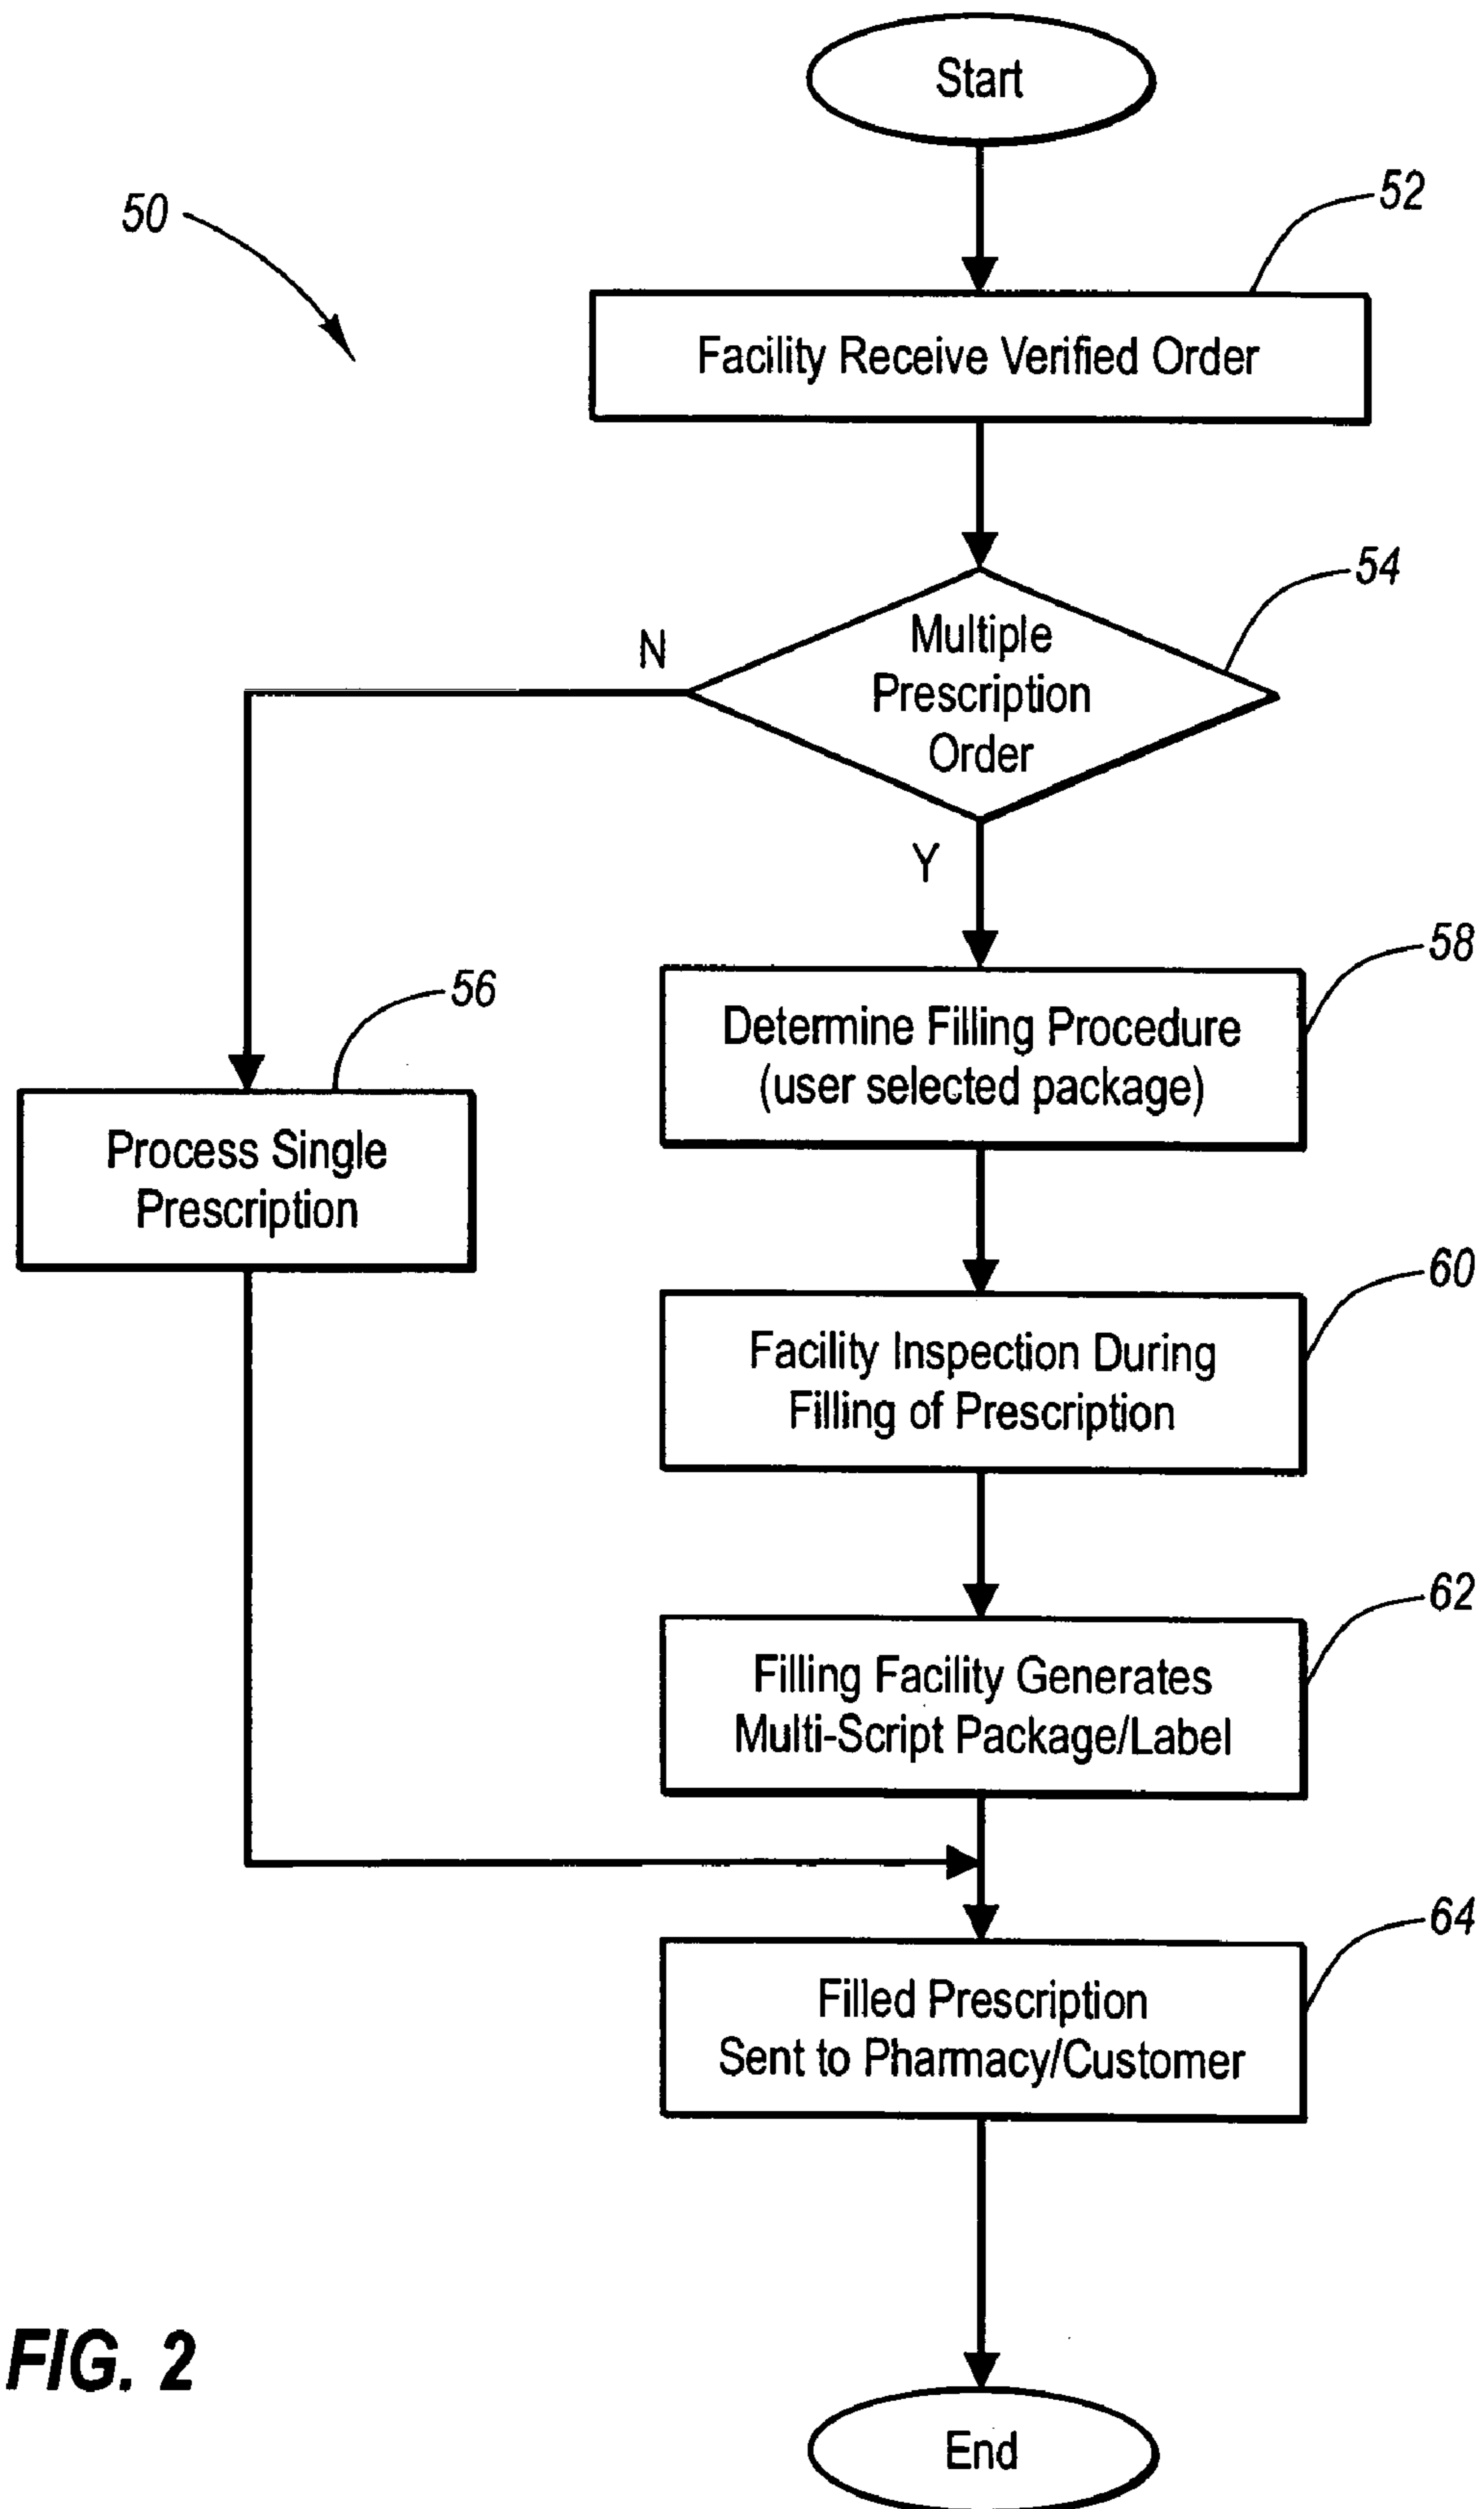 Start
50
52
Facility Receive Verified Order
54
N
Multiple
Prescription
Order
Y
58
56
Determine Filling Procedure
(user selected package)
Process Single
Prescription
60
Facility Inspection During
Filling of Prescription
62
Filling Facility Generates
Multi-Script Package/Label
64
Filled Prescription
Sent to Pharmacy/Customer
FIG. 2
End